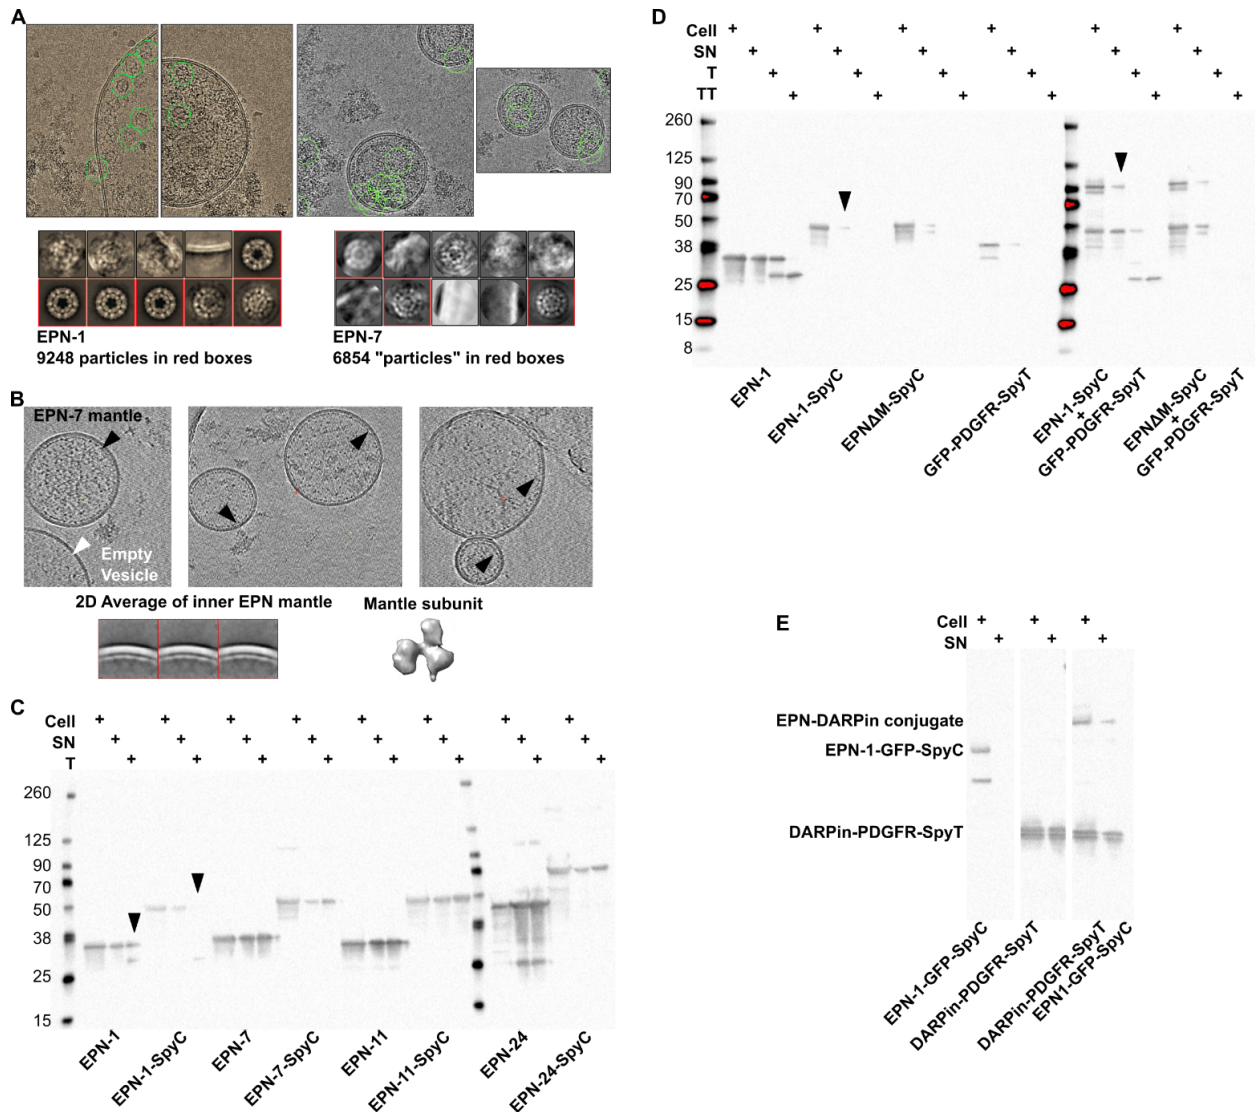 A
EPN-1
9248 particles in red boxes
EPN-7
6854 "particles" in red boxes
B
EPN-7 mantle
Empty
Vesicle
2D Average of inner EPN mantle
Mantle subunit
C
Cell + + + + + + + +
SN + + + + + + + +
T + + + + + + + +
260
125
90
70
50
38
25
15
EPN-1
EPN-1-SpyC
EPN-7
EPN-7-SpyC
EPN-11
EPN-11-SpyC
EPN-24
EPN-24-SpyC
D
Cell + + + + + +
SN + + + + + +
T + + + + + +
TT + + + + + +
260
125
90
70
50
38
25
15
8
EPN-1
EPN-1-SpyC
EPNΔM-SpyC
GFP-PDGFR-SpyT
EPN-1-SpyC
+
GFP-PDGFR-SpyT
EPNΔM-SpyC
+
GFP-PDGFR-SpyT
E
Cell + + +
SN + + +
EPN-DARPin conjugate
EPN-1-GFP-SpyC
DARPin-PDGFR-SpyT
EPN-1-GFP-SpyC
DARPin-PDGFR-SpyT
DARPin-PDGFR-SpyT
EPN1-GFP-SpyC